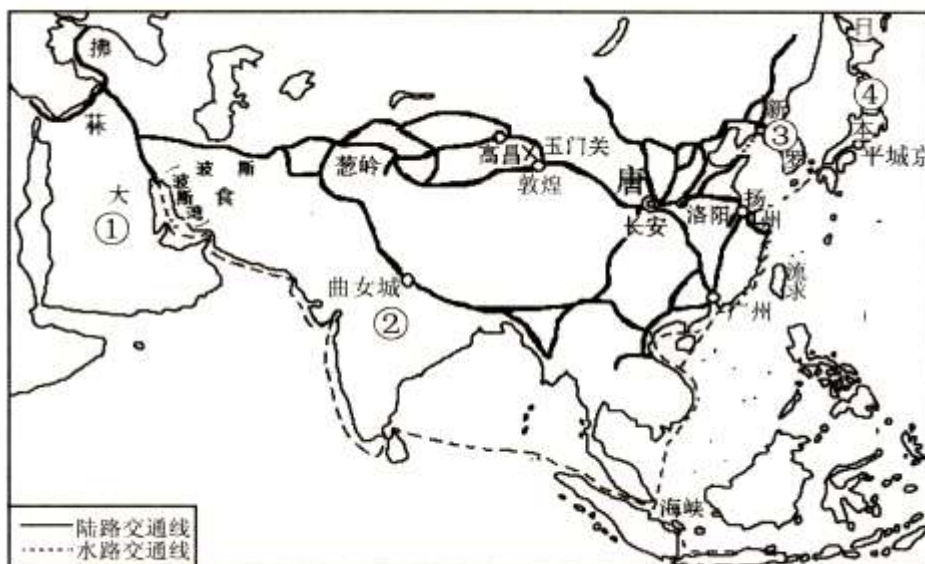 拂菻
日本
④
新罗
③
平城京
玉门关
高昌
敦煌
葱岭
波斯
波斯湾
大食
①
唐
长安
洛阳
扬州
流求
广州
曲女城
②
海峡
陆路交通线
水路交通线